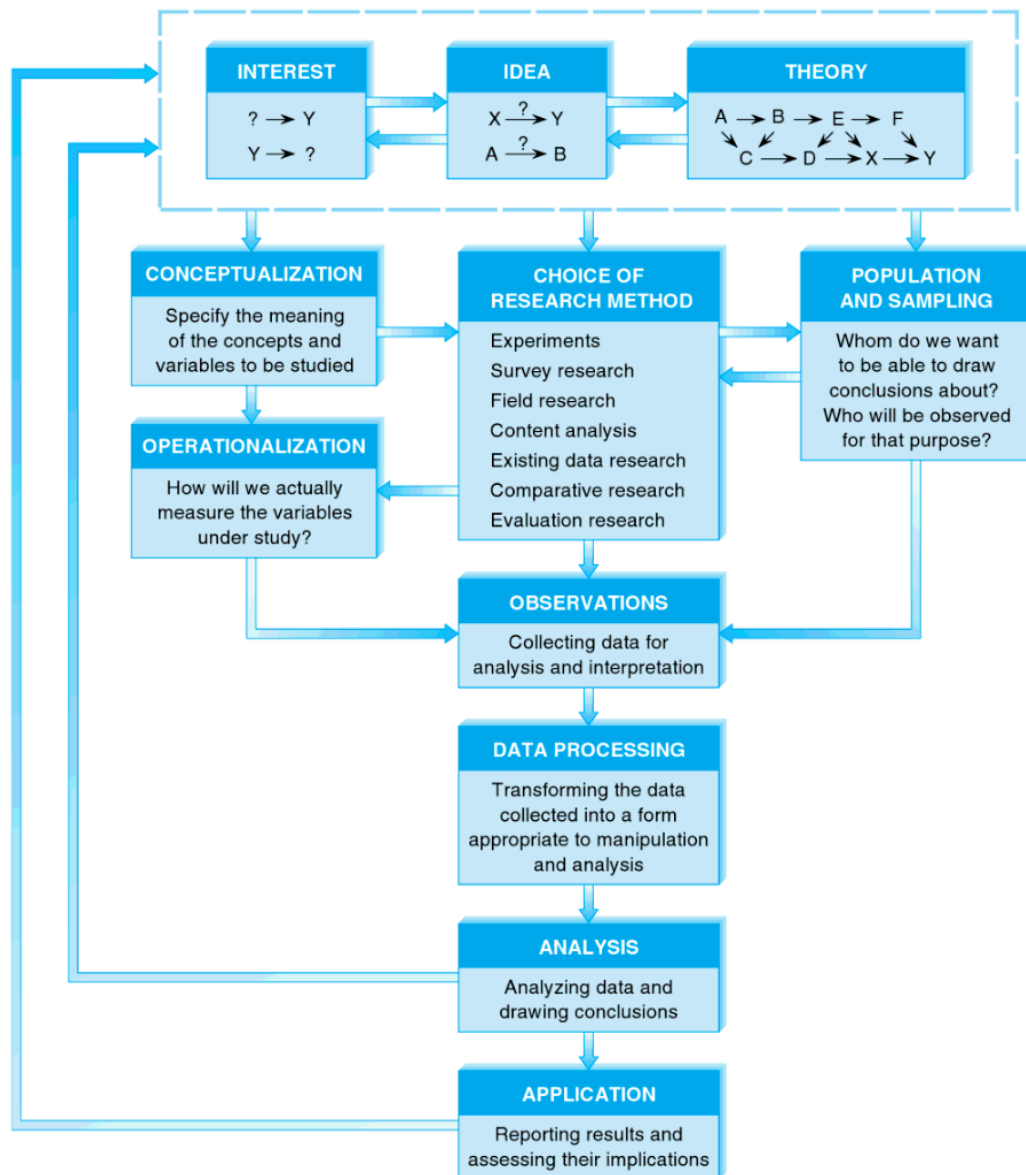 INTEREST
? → Y
Y → ?
IDEA
X ? → Y
A ? → B
THEORY
A → B → E → F
C → D → X → Y
CONCEPTUALIZATION
Specify the meaning
of the concepts and
variables to be studied
CHOICE OF
RESEARCH METHOD
Experiments
Survey research
Field research
Content analysis
Existing data research
Comparative research
Evaluation research
POPULATION
AND SAMPLING
Whom do we want
to be able to draw
conclusions about?
Who will be observed
for that purpose?
OPERATIONALIZATION
How will we actually
measure the variables
under study?
OBSERVATIONS
Collecting data for
analysis and interpretation
DATA PROCESSING
Transforming the data
collected into a form
appropriate to manipulation
and analysis
ANALYSIS
Analyzing data and
drawing conclusions
APPLICATION
Reporting results and
assessing their implications